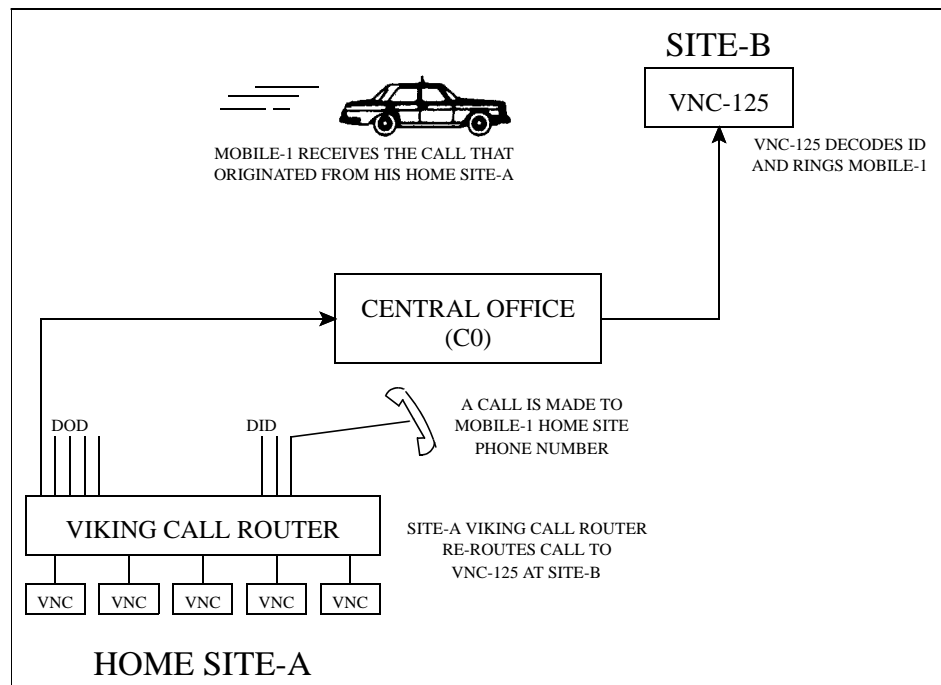 SITE-B
VNC-125
VNC-125 DECODES ID
AND RINGS MOBILE-1
MOBILE-1 RECEIVES THE CALL THAT
ORIGINATED FROM HIS HOME SITE-A
CENTRAL OFFICE
(C0)
A CALL IS MADE TO
MOBILE-1 HOME SITE
PHONE NUMBER
DOD
DID
VIKING CALL ROUTER
SITE-A VIKING CALL ROUTER
RE-ROUTES CALL TO
VNC-125 AT SITE-B
VNC
VNC
VNC
VNC
VNC
HOME SITE-A